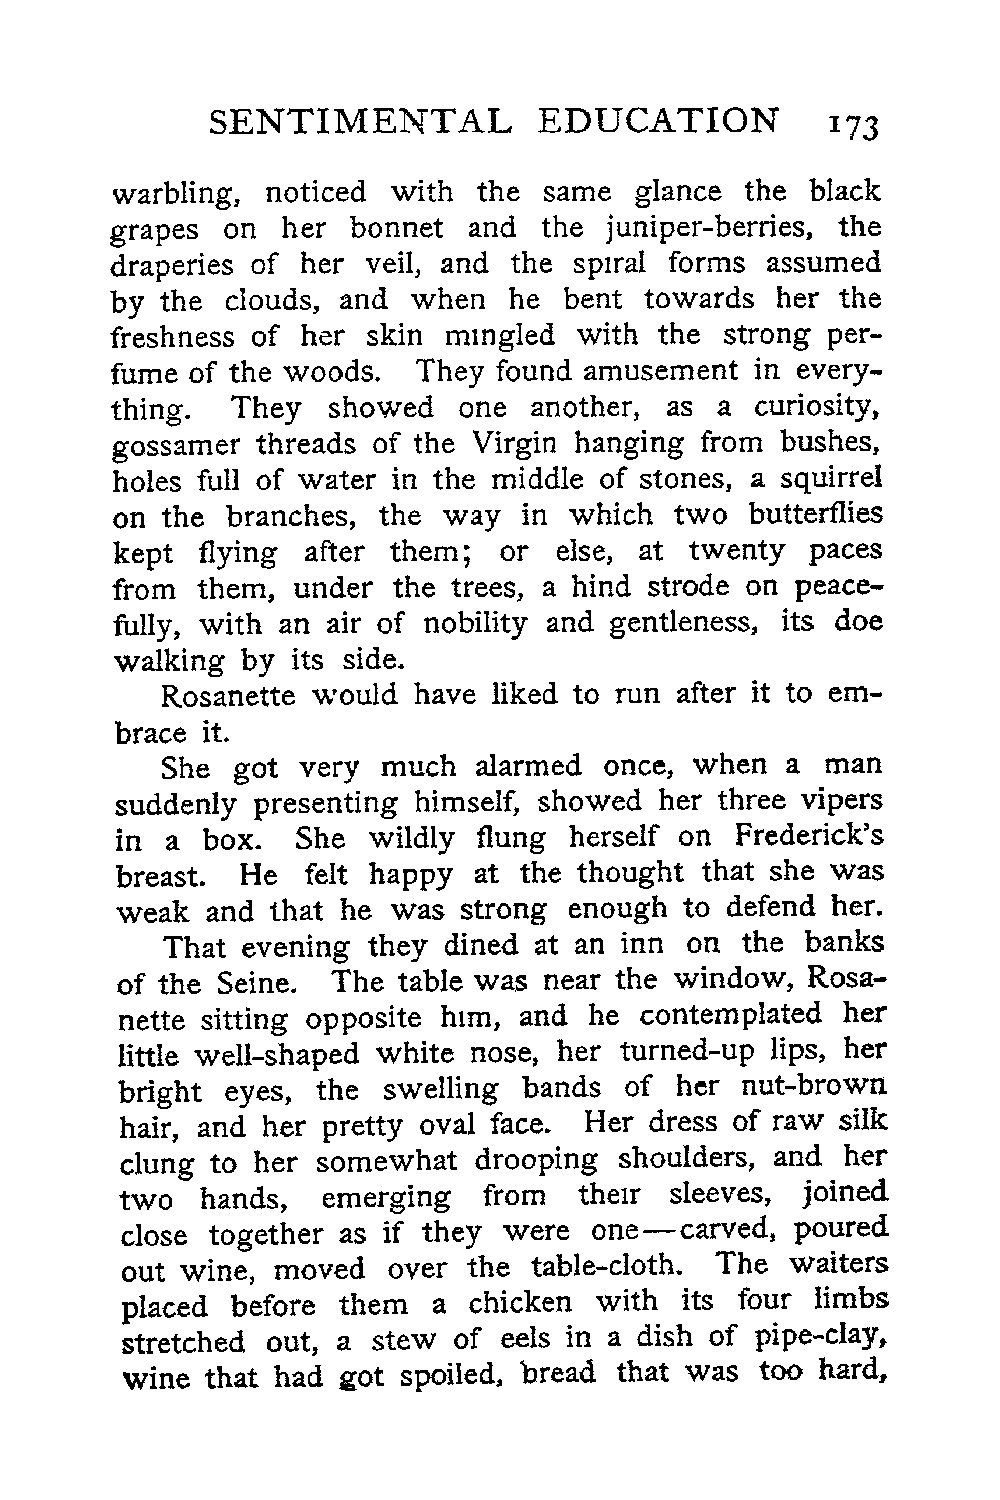 SENTIMENTAL EDUCATION 173
warbling, noticed with the same glance the black
grapes on her bonnet and the juniper-berries, the
draperies of her veil, and the spiral forms assumed
by the clouds, and when he bent towards her the
freshness of her skin mingled with the strong per-
fume of the woods. They found amusement in every-
thing. They showed one another, as a curiosity,
gossamer threads of the Virgin hanging from bushes,
holes full of water in the middle of stones, a squirrel
on the branches, the way in which two butterflies
kept flying after them; or else, at twenty paces
from them, under the trees, a hind strode on peace-
fully, with an air of nobility and gentleness, its doe
walking by its side.
Rosanette would have liked to run after it to em-
brace it.
She got very much alarmed once, when a man
suddenly presenting himself, showed her three vipers
in a box. She wildly flung herself on Frederick's
breast. He felt happy at the thought that she was
weak and that he was strong enough to defend her.
That evening they dined at an inn on the banks
of the Seine. The table was near the window, Rosa-
nette sitting opposite him, and he contemplated her
little well-shaped white nose, her turned-up lips, her
bright eyes, the swelling bands of her nut-brown
hair, and her pretty oval face. Her dress of raw silk
clung to her somewhat drooping shoulders, and her
two hands, emerging from their sleeves, joined
close together as if they were one—carved, poured
out wine, moved over the table-cloth. The waiters
placed before them a chicken with its four limbs
stretched out, a stew of eels in a dish of pipe-clay,
wine that had got spoiled, bread that was too hard,